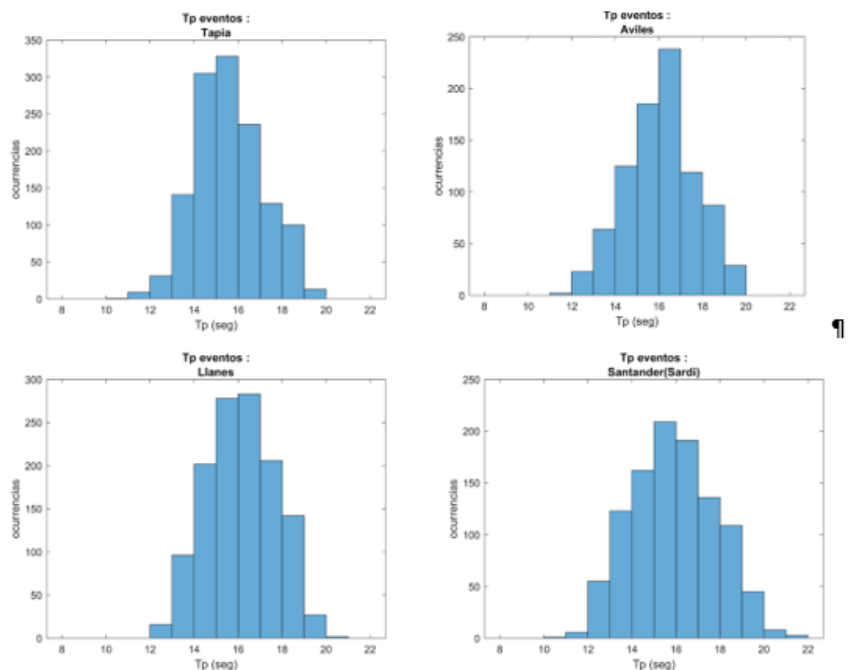 Tp eventos :
Tapia
350
300
250
200
150
100
50
0
ocurrencias
8 10 12 14 16 18 20 22
Tp (seg)
Tp eventos :
Aviles
250
200
150
100
50
0
ocurrencias
8 10 12 14 16 18 20 22
Tp (seg)
¶
Tp eventos :
Llanes
300
250
200
150
100
50
0
ocurrencias
8 10 12 14 16 18 20 22
Tp (seg)
Tp eventos :
Santander(Sardi)
250
200
150
100
50
0
ocurrencias
8 10 12 14 16 18 20 22
Tp (seg)